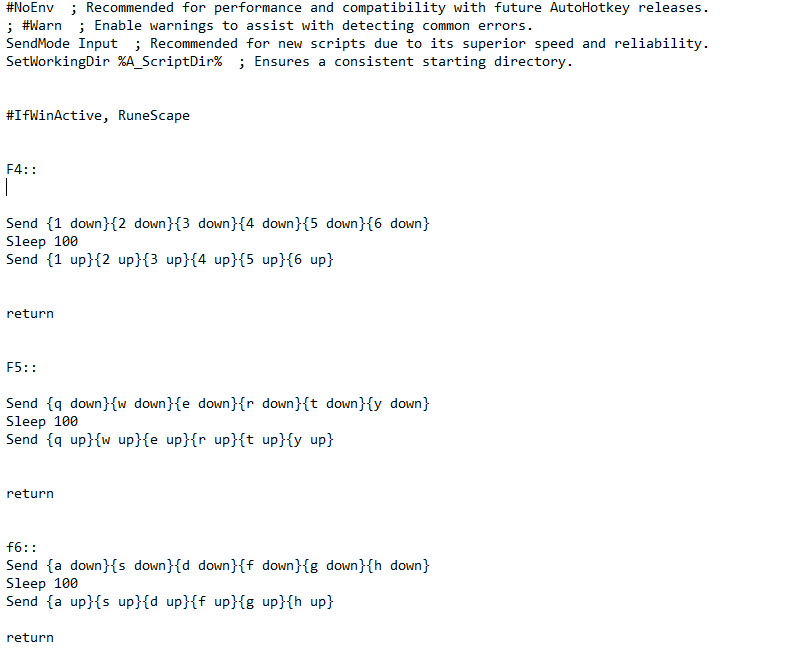 #NoEnv  ; Recommended for performance and compatibility with future AutoHotkey releases.
; #Warn  ; Enable warnings to assist with detecting common errors.
SendMode Input  ; Recommended for new scripts due to its superior speed and reliability.
SetWorkingDir %A_ScriptDir%  ; Ensures a consistent starting directory.
#IfWinActive, RuneScape
F4::
Send {1 down}{2 down}{3 down}{4 down}{5 down}{6 down}
Sleep 100
Send {1 up}{2 up}{3 up}{4 up}{5 up}{6 up}
return
F5::
Send {q down}{w down}{e down}{r down}{t down}{y down}
Sleep 100
Send {q up}{w up}{e up}{r up}{t up}{y up}
return
f6::
Send {a down}{s down}{d down}{f down}{g down}{h down}
Sleep 100
Send {a up}{s up}{d up}{f up}{g up}{h up}
return